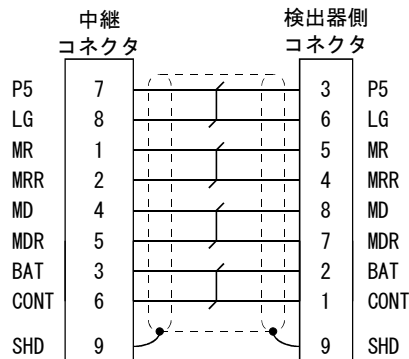 中継
コネクタ
検出器側
コネクタ
P5 7 3 P5
LG 8 6 LG
MR 1 5 MR
MRR 2 4 MRR
MD 4 8 MD
MDR 5 7 MDR
BAT 3 2 BAT
CONT 6 1 CONT
SHD 9 9 SHD